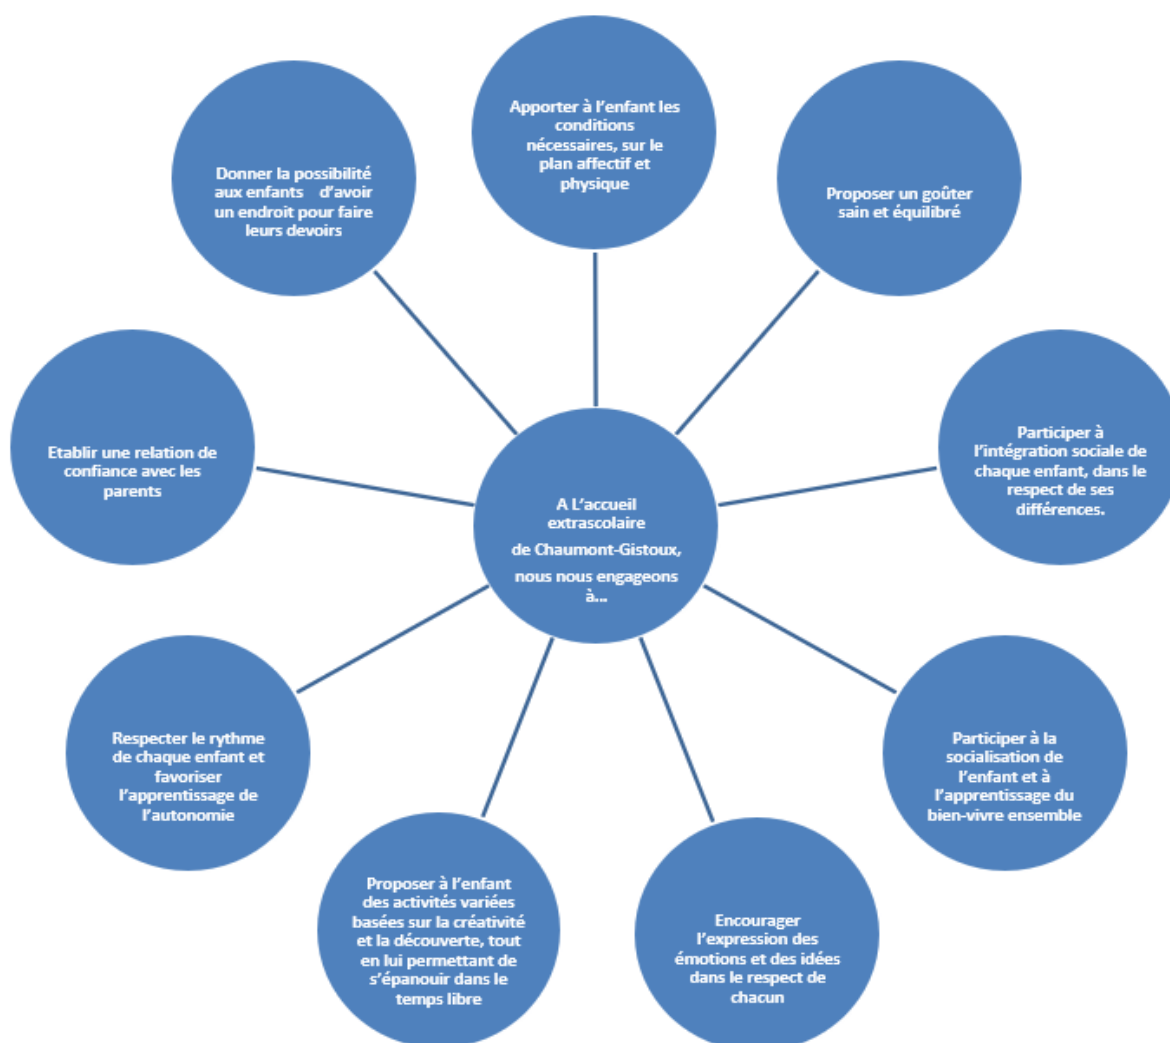 Apporter à l'enfant les
conditions
nécessaires, sur le
plan affectif et
physique
Proposer un goûter
sain et équilibré
Participer à
l'intégration sociale de
chaque enfant, dans le
respect de ses
différences.
Participer à la
socialisation de
l'enfant et à
l'apprentissage du
bien-vivre ensemble
Encourager
l'expression des
émotions et des idées
dans le respect de
chacun
Proposer à l'enfant
des activités variées
basées sur la créativité
et la découverte, tout
en lui permettant de
s'épanouir dans le
temps libre
Respecter le rythme
de chaque enfant et
favoriser
l'apprentissage de
l'autonomie
Etablir une relation de
confiance avec les
parents
Donner la possibilité
aux enfants d'avoir
un endroit pour faire
leurs devoirs
A L'accueil
extrascolaire
de Chaumont-Gistoux,
nous nous engageons
à...